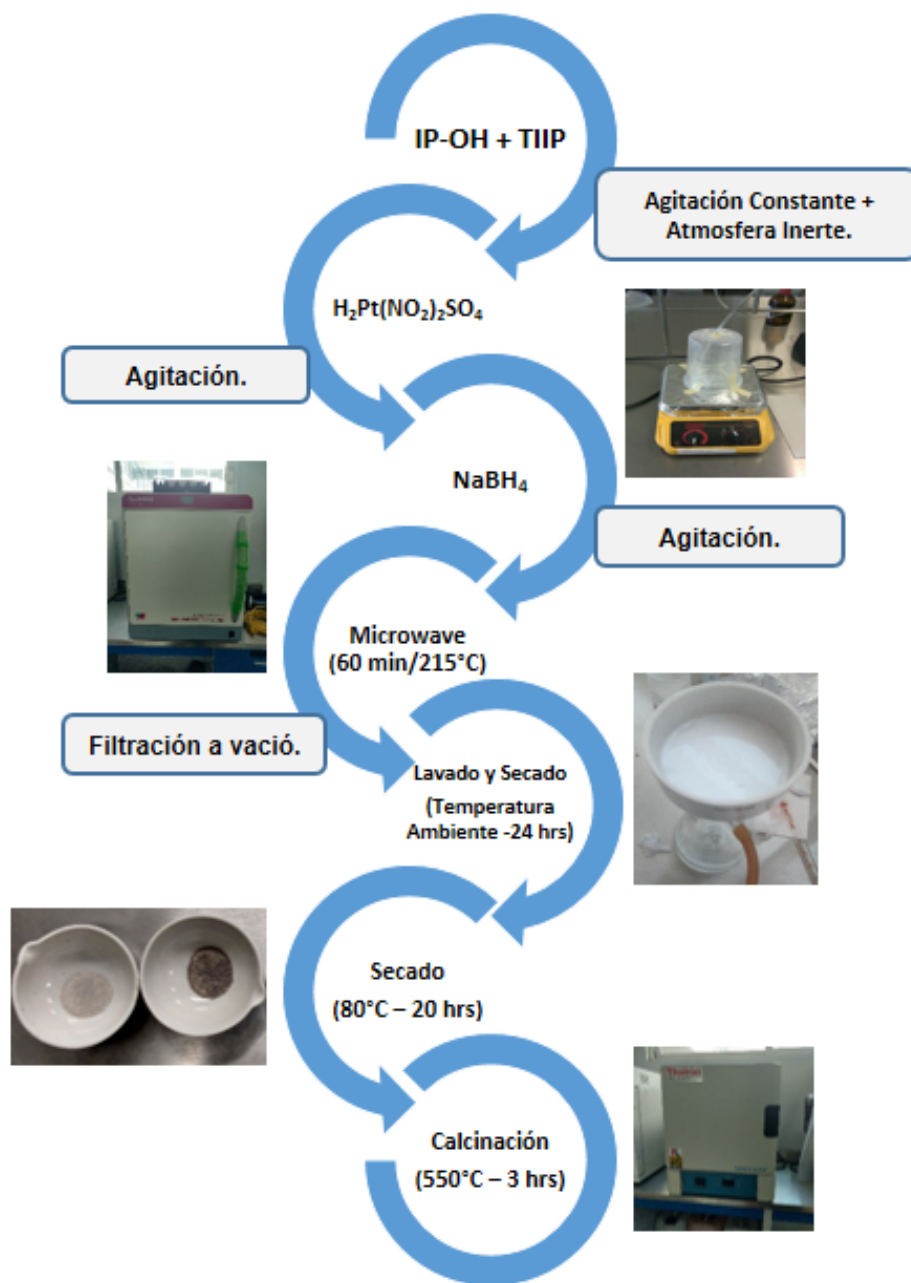 IP-OH + TIIP
Agitación Constante +
Atmosfera Inerte.
H₂Pt(NO₂)₂SO₄
Agitación.
NaBH₄
Agitación.
Microwave
(60 min/215°C)
Filtración a vació.
Lavado y Secado
(Temperatura
Ambiente -24 hrs)
Secado
(80°C – 20 hrs)
Thermo
Calcinación
(550°C – 3 hrs)